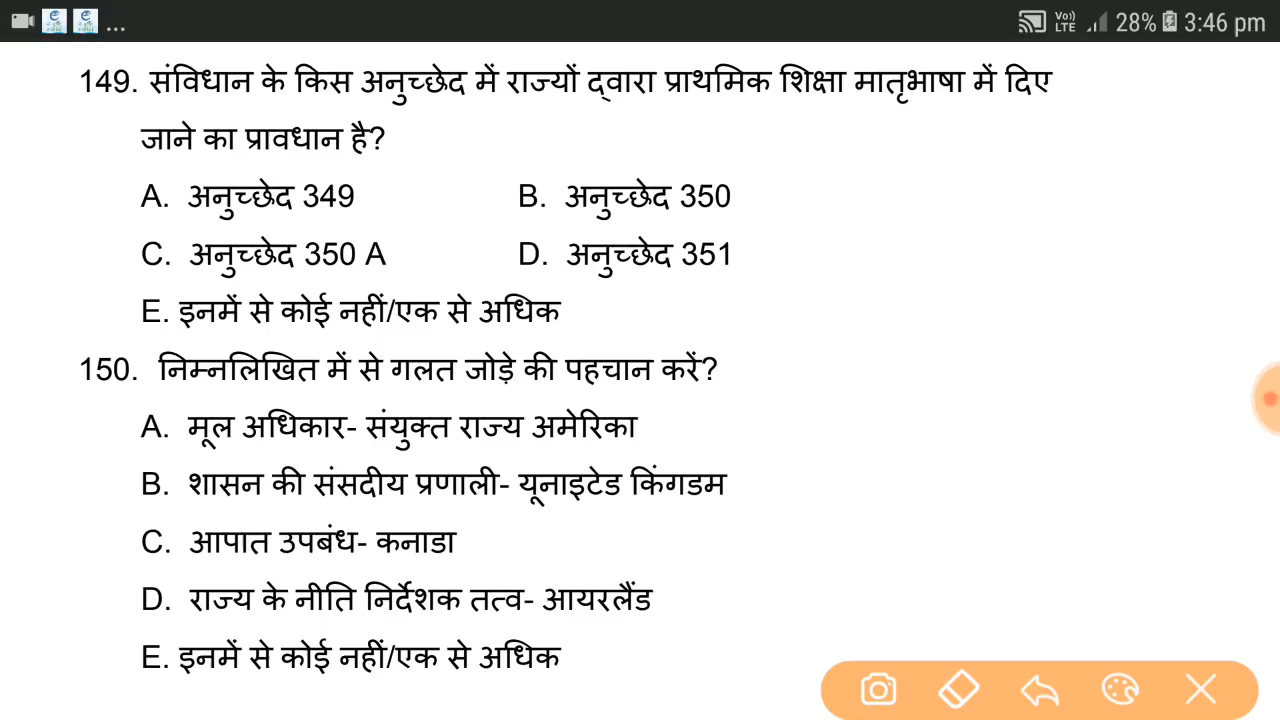 ... Vo) LTE 28% 3:46 pm
149. संविधान के किस अनुच्छेद में राज्यों द्वारा प्राथमिक शिक्षा मातृभाषा में दिए
जाने का प्रावधान है?
A. अनुच्छेद 349 B. अनुच्छेद 350
C. अनुच्छेद 350 A D. अनुच्छेद 351
E. इनमें से कोई नहीं/एक से अधिक
150. निम्नलिखित में से गलत जोड़े की पहचान करें?
A. मूल अधिकार- संयुक्त राज्य अमेरिका
B. शासन की संसदीय प्रणाली- यूनाइटेड किंगडम
C. आपात उपबंध- कनाडा
D. राज्य के नीति निर्देशक तत्व- आयरलैंड
E. इनमें से कोई नहीं/एक से अधिक